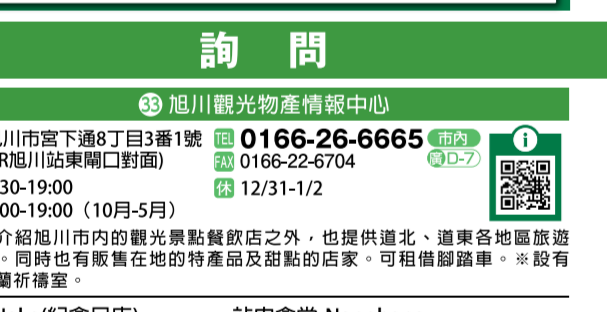 詢 問
33 旭川觀光物產情報中心
川市宮下通8丁目3番1號 TEL 0166-26-6665 市內
R旭川站東閘口對面) FAX 0166-22-6704 廣D-7
30-19:00 休 12/31-1/2
00-19:00（10月-5月）
介紹旭川市內的觀光景點餐飲店之外，也提供道北、道東各地區旅遊
。同時也有販售在地的特產品及甜點的店家。可租借腳踏車。※設有
蘭祈禱室。